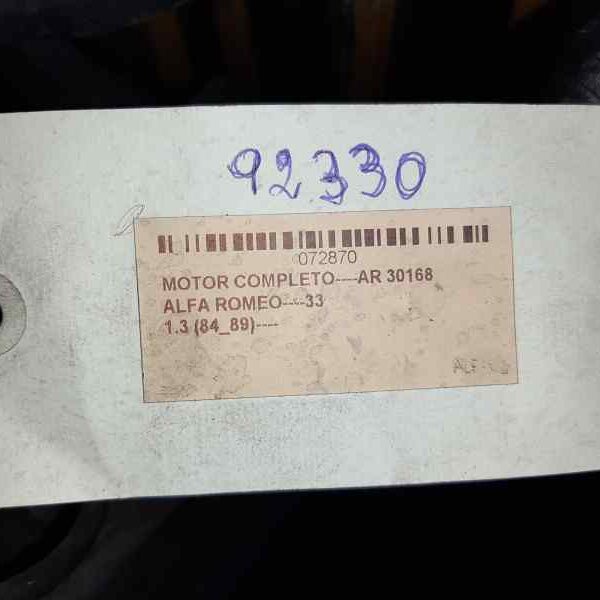 92330
072870
MOTOR COMPLETO----AR 30168
ALFA ROMEO----33
1.3 (84_89)----